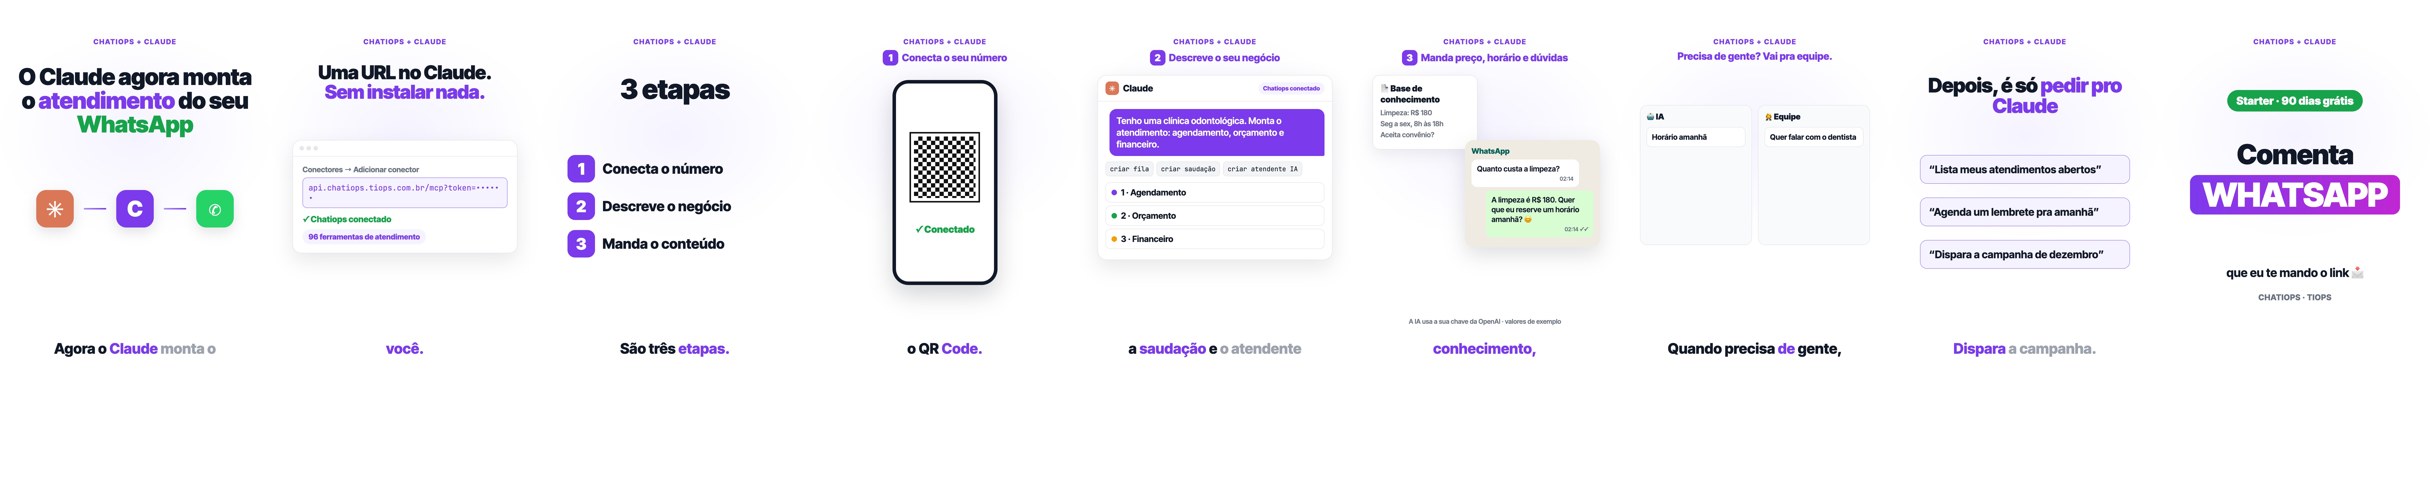 CHATIOPS + CLAUDE
O Claude agora monta
o atendimento do seu
WhatsApp
C
Agora o Claude monta o
CHATIOPS + CLAUDE
Uma URL no Claude.
Sem instalar nada.
Conectores → Adicionar conector
api.chatiops.tiops.com.br/mcp?token=•••••
•
✓ Chatiops conectado
96 ferramentas de atendimento
você.
CHATIOPS + CLAUDE
3 etapas
1 Conecta o número
2 Descreve o negócio
3 Manda o conteúdo
São três etapas.
CHATIOPS + CLAUDE
1 Conecta o seu número
✓ Conectado
o QR Code.
CHATIOPS + CLAUDE
2 Descreve o seu negócio
Claude
Chatiops conectado
Tenho uma clínica odontológica. Monta o
atendimento: agendamento, orçamento e
financeiro.
criar fila criar saudação criar atendente IA
1 · Agendamento
2 · Orçamento
3 · Financeiro
a saudação e o atendente
CHATIOPS + CLAUDE
3 Manda preço, horário e dúvidas
Base de
conhecimento
Limpeza: R$ 180
Seg a sex, 8h às 18h
Aceita convênio?
WhatsApp
Quanto custa a limpeza?
02:14
A limpeza é R$ 180. Quer
que eu reserve um horário
amanhã? 😊
02:14 ✓✓
A IA usa a sua chave da OpenAI · valores de exemplo
conhecimento,
CHATIOPS + CLAUDE
Precisa de gente? Vai pra equipe.
IA
Horário amanhã
Equipe
Quer falar com o dentista
Quando precisa de gente,
CHATIOPS + CLAUDE
Depois, é só pedir pro
Claude
“Lista meus atendimentos abertos”
“Agenda um lembrete pra amanhã”
“Dispara a campanha de dezembro”
Dispara a campanha.
CHATIOPS + CLAUDE
Starter · 90 dias grátis
Comenta
WHATSAPP
que eu te mando o link
CHATIOPS · TIOPS